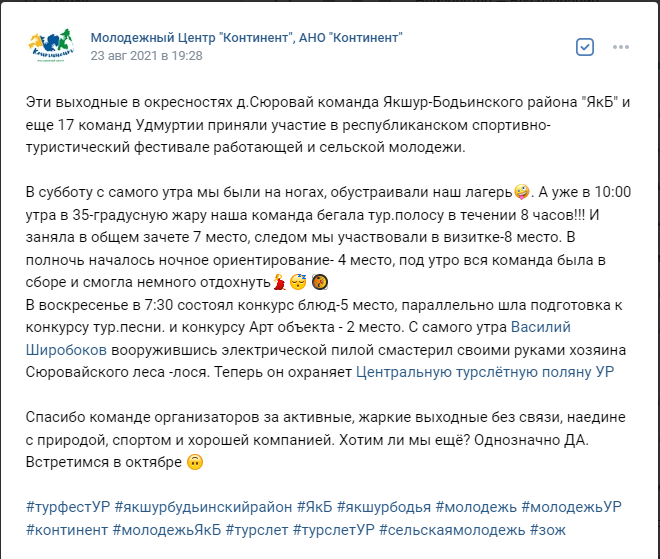 Молодежный Центр "Континент", АНО "Континент"
23 авг 2021 в 19:28
Эти выходные в окрестностях д.Сюровай команда Якшур-Бодьинского района "ЯкБ" и
еще 17 команд Удмуртии приняли участие в республиканском спортивно-
туристический фестивале работающей и сельской молодежи.
В субботу с самого утра мы были на ногах, обустраивали наш лагерь🤪. А уже в 10:00
утра в 35-градусную жару наша команда бегала тур.полосу в течении 8 часов!!! И
заняла в общем зачете 7 место, следом мы участвовали в визитке-8 место. В
полночь началось ночное ориентирование- 4 место, под утро вся команда была в
сборе и смогла немного отдохнуть💃😴🥘
В воскресенье в 7:30 состоял конкурс блюд-5 место, параллельно шла подготовка к
конкурсу тур.песни. и конкурсу Арт объекта - 2 место. С самого утра Василий
Широбоков вооружившись электрической пилой смастерил своими руками хозяина
Сюровайского леса -лося. Теперь он охраняет Центральную турслётную поляну УР
Спасибо команде организаторов за активные, жаркие выходные без связи, наедине
с природой, спортом и хорошей компанией. Хотим ли мы ещё? Однозначно ДА.
Встретимся в октябре 🙃
#турфестУР #якшурбудьинскийрайон #ЯкБ #якшурбодья #молодежь #молодежьУР
#континент #молодежьЯкБ #турслет #турслетУР #сельскаямолодежь #зож